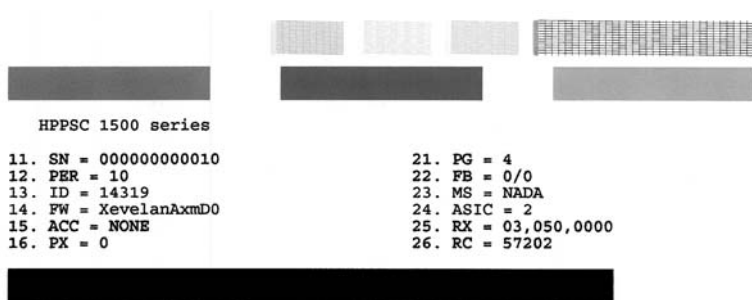 HPPSC 1500 series
11. SN = 000000000010
12. PER = 10
13. ID = 14319
14. FW = XevelanAxmD0
15. ACC = NONE
16. PX = 0
21. PG = 4
22. FB = 0/0
23. MS = NADA
24. ASIC = 2
25. RX = 03,050,0000
26. RC = 57202